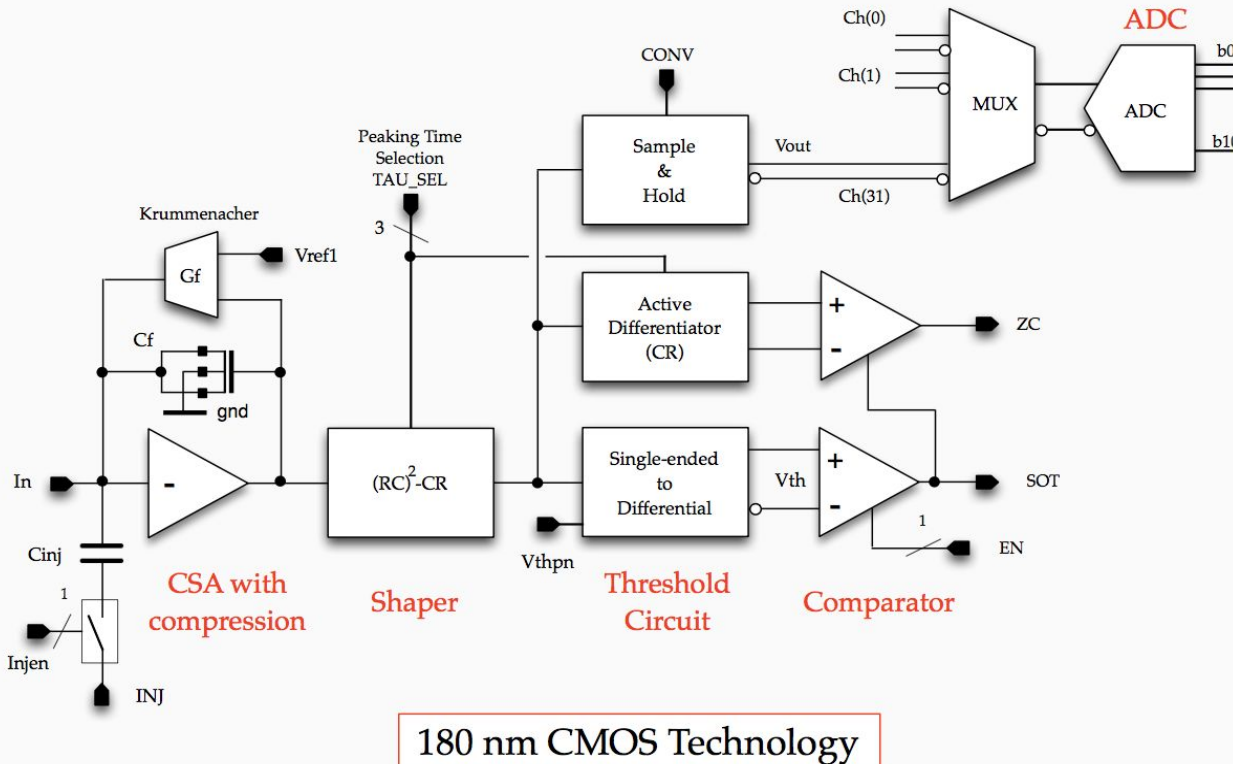 Ch(0)
ADC
CONV
b0
Ch(1)
MUX
ADC
Peaking Time
Selection
TAU_SEL
Sample
&
Hold
Vout
b10
Ch(31)
Krummenacher
3
Gf
Vref1
Active
Differentiator
(CR)
+
-
ZC
Cf
gnd
In
-
(RC)²-CR
Single-ended
to
Differential
Vth
+
-
SOT
1
EN
Vthpn
Cinj
CSA with
compression
Shaper
Threshold
Circuit
Comparator
1
Injen
INJ
180 nm CMOS Technology